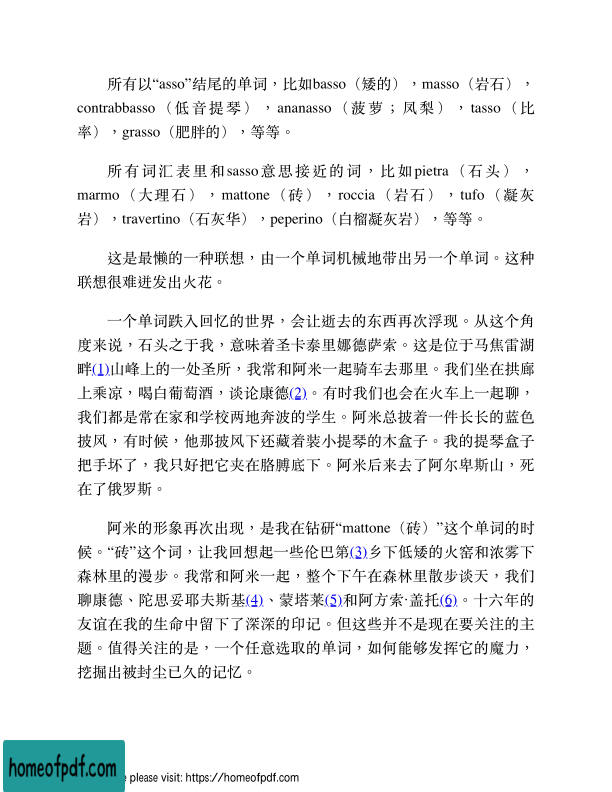 所有以“asso”结尾的单词，比如basso（矮的），masso（岩石），
contrabbasso（低音提琴），ananasso（菠萝；凤梨），tasso（比
率），grasso（肥胖的），等等。
所有词汇表里和sasso意思接近的词，比如pietra（石头），
marmo（大理石），mattone（砖），roccia（岩石），tufo（凝灰
岩），travertino（石灰华），peperino（白榴凝灰岩），等等。
这是最懒的一种联想，由一个单词机械地带出另一个单词。这种
联想很难迸发出火花。
一个单词跌入回忆的世界，会让逝去的东西再次浮现。从这个角
度来说，石头之于我，意味着圣卡泰里娜德萨索。这是位于马焦雷湖
畔(1)山峰上的一处圣所，我常和阿米一起骑车去那里。我们坐在拱廊
上乘凉，喝白葡萄酒，谈论康德(2)。有时我们也会在火车上一起聊，
我们都是常在家和学校两地奔波的学生。阿米总披着一件长长的蓝色
披风，有时候，他那披风下还藏着装小提琴的木盒子。我的提琴盒子
把手坏了，我只好把它夹在胳膊底下。阿米后来去了阿尔卑斯山，死
在了俄罗斯。
阿米的形象再次出现，是我在钻研“mattone（砖）”这个单词的时
候。“砖”这个词，让我回想起一些伦巴第(3)乡下低矮的火窑和浓雾下
森林里的漫步。我常和阿米一起，整个下午在森林里散步谈天，我们
聊康德、陀思妥耶夫斯基(4)、蒙塔莱(5)和阿方索·盖托(6)。十六年的
友谊在我的生命中留下了深深的印记。但这些并不是现在要关注的主
题。值得关注的是，一个任意选取的单词，如何能够发挥它的魔力，
挖掘出被封尘已久的记忆。
homeofpdf.com
e please visit: https://homeofpdf.com